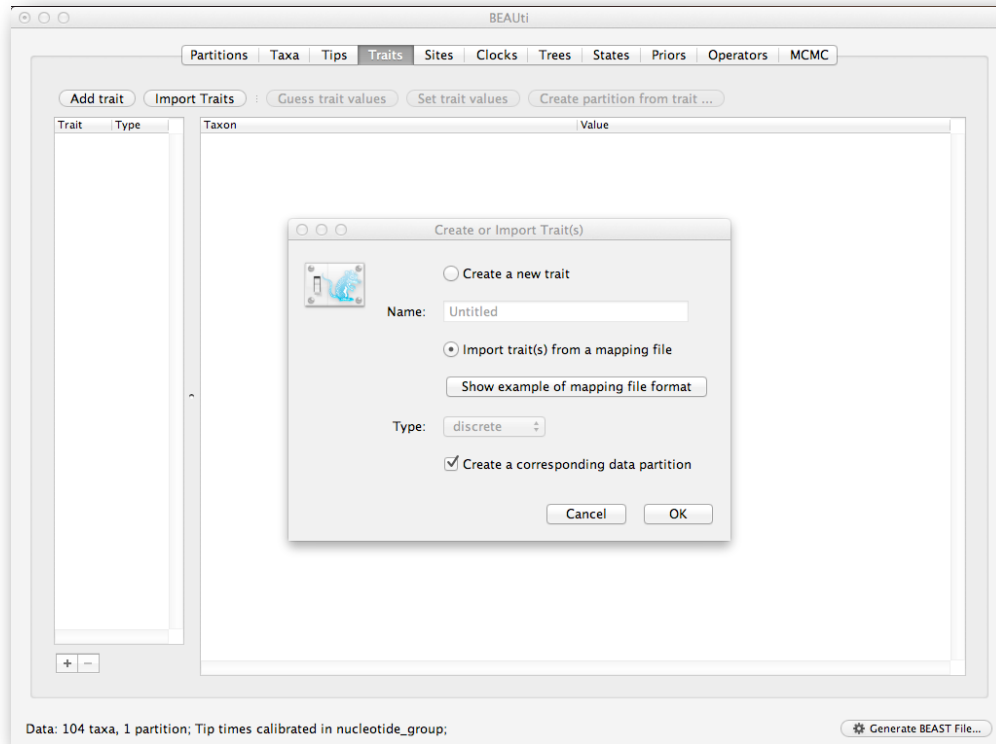 BEAUti
Partitions Taxa Tips Traits Sites Clocks Trees States Priors Operators MCMC
Add trait Import Traits Guess trait values Set trait values Create partition from trait ...
Trait Type Taxon Value
Create or Import Trait(s)
Create a new trait
Name: Untitled
Import trait(s) from a mapping file
Show example of mapping file format
Type: discrete
Create a corresponding data partition
Cancel OK
+ −
Data: 104 taxa, 1 partition; Tip times calibrated in nucleotide_group;
Generate BEAST File...